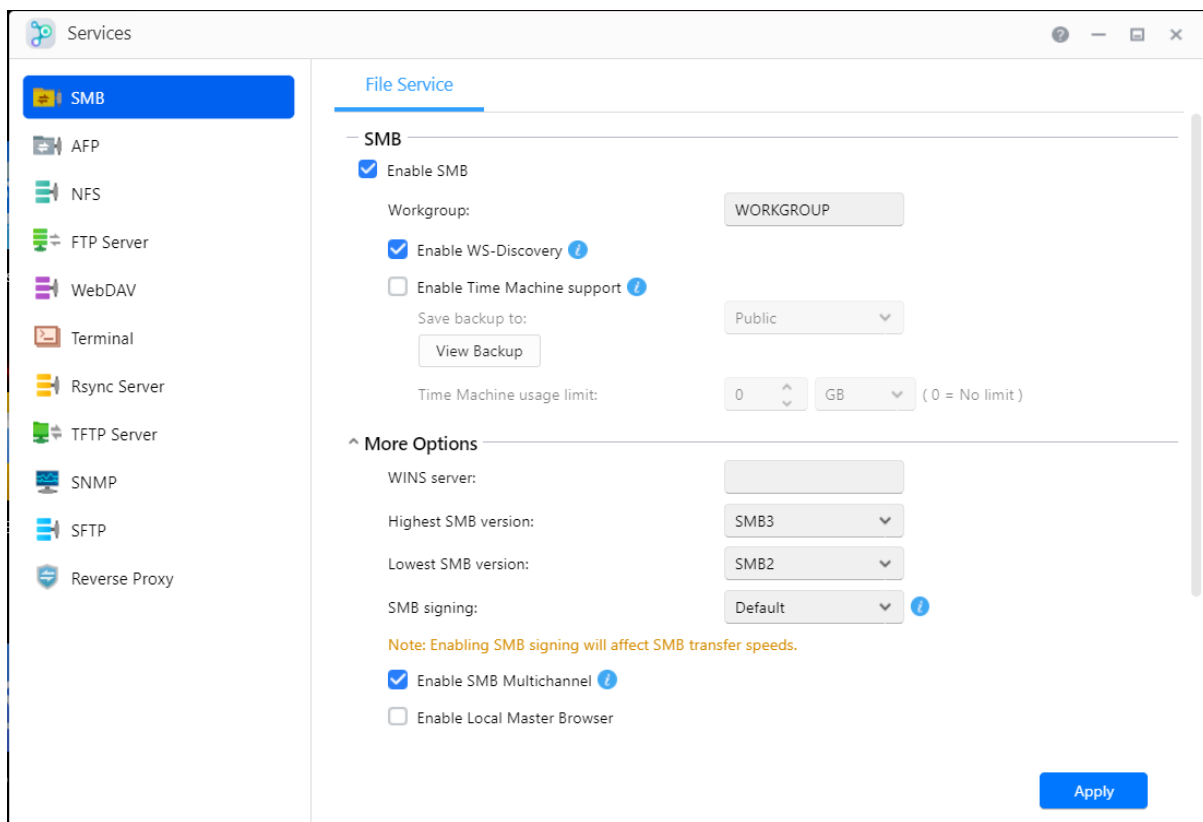 Services
SMB
AFP
NFS
FTP Server
WebDAV
Terminal
Rsync Server
TFTP Server
SNMP
SFTP
Reverse Proxy
File Service
SMB
Enable SMB
Workgroup: WORKGROUP
Enable WS-Discovery
Enable Time Machine support
Save backup to: Public
View Backup
Time Machine usage limit: 0 GB ( 0 = No limit )
More Options
WINS server:
Highest SMB version: SMB3
Lowest SMB version: SMB2
SMB signing: Default
Note: Enabling SMB signing will affect SMB transfer speeds.
Enable SMB Multichannel
Enable Local Master Browser
Apply